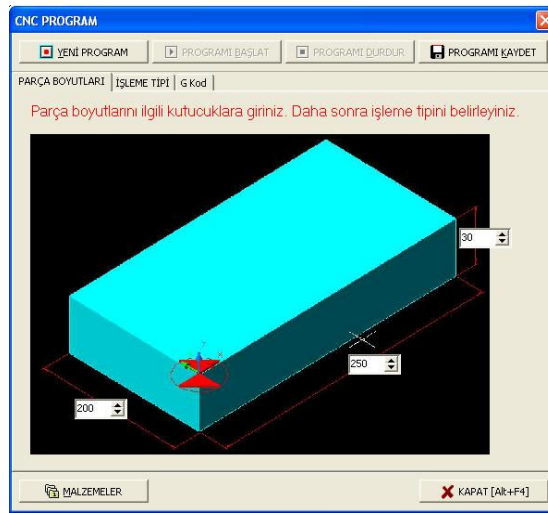 CNC PROGRAM
YENİ PROGRAM
PROGRAMI BAŞLAT
PROGRAMI DURDUR
PROGRAMI KAYDET
PARÇA BOYUTLARI
İŞLEME TİPİ
G Kod
Parça boyutlarını ilgili kutucuklara giriniz. Daha sonra işleme tipini belirleyiniz.
30
250
200
MALZEMELER
KAPAT [Alt+F4]